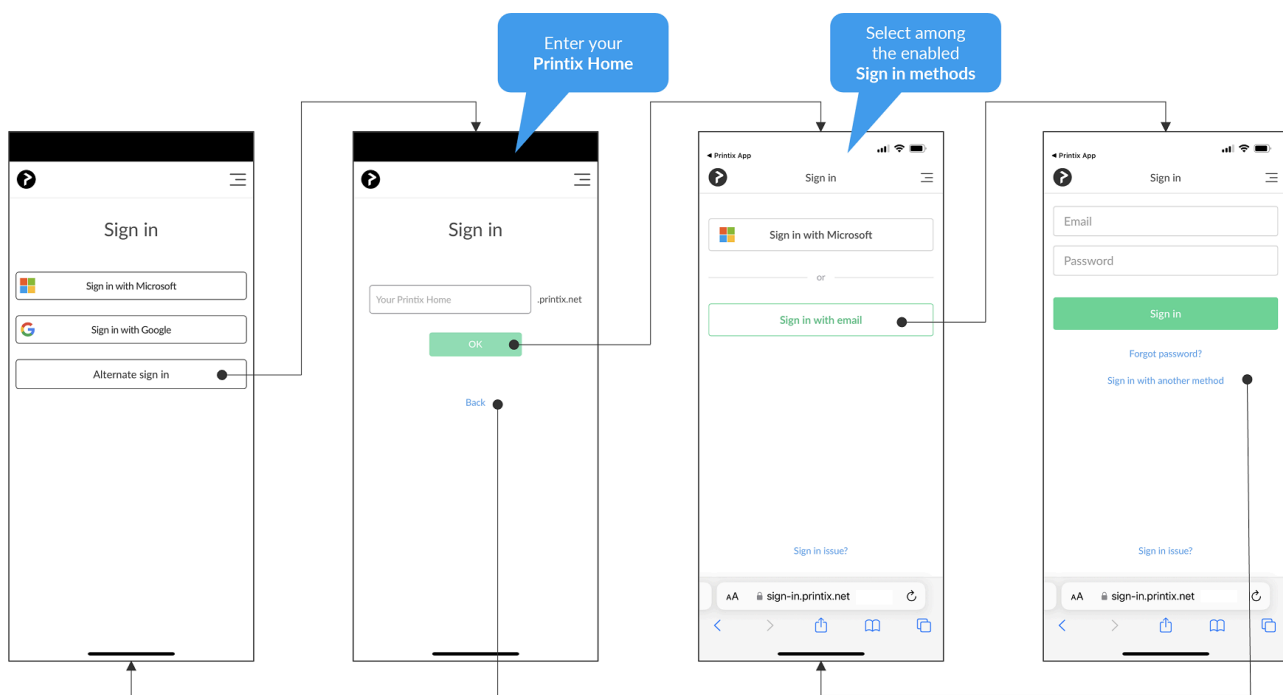 Enter your
Printix Home
Select among
the enabled
Sign in methods
Sign in
Sign in with Microsoft
Sign in with Google
Alternate sign in
Sign in
Your Printix Home
.printix.net
OK
Back
Printix App
Sign in
Sign in with Microsoft
or
Sign in with email
Sign in issue?
AA
sign-in.printix.net
Printix App
Sign in
Email
Password
Sign in
Forgot password?
Sign in with another method
Sign in issue?
AA
sign-in.printix.net